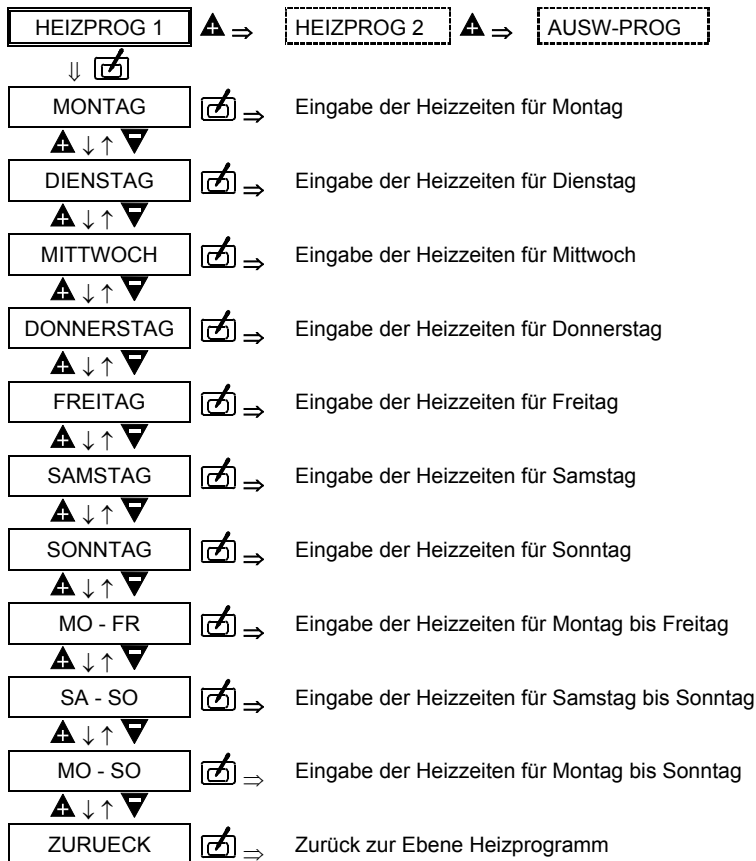 HEIZPROG 1 ⇒ HEIZPROG 2 ⇒ AUSW-PROG
⇓
MONTAG ⇒ Eingabe der Heizzeiten für Montag
↓↑
DIENSTAG ⇒ Eingabe der Heizzeiten für Dienstag
↓↑
MITTWOCH ⇒ Eingabe der Heizzeiten für Mittwoch
↓↑
DONNERSTAG ⇒ Eingabe der Heizzeiten für Donnerstag
↓↑
FREITAG ⇒ Eingabe der Heizzeiten für Freitag
↓↑
SAMSTAG ⇒ Eingabe der Heizzeiten für Samstag
↓↑
SONNTAG ⇒ Eingabe der Heizzeiten für Sonntag
↓↑
MO - FR ⇒ Eingabe der Heizzeiten für Montag bis Freitag
↓↑
SA - SO ⇒ Eingabe der Heizzeiten für Samstag bis Sonntag
↓↑
MO - SO ⇒ Eingabe der Heizzeiten für Montag bis Sonntag
↓↑
ZURUECK ⇒ Zurück zur Ebene Heizprogramm